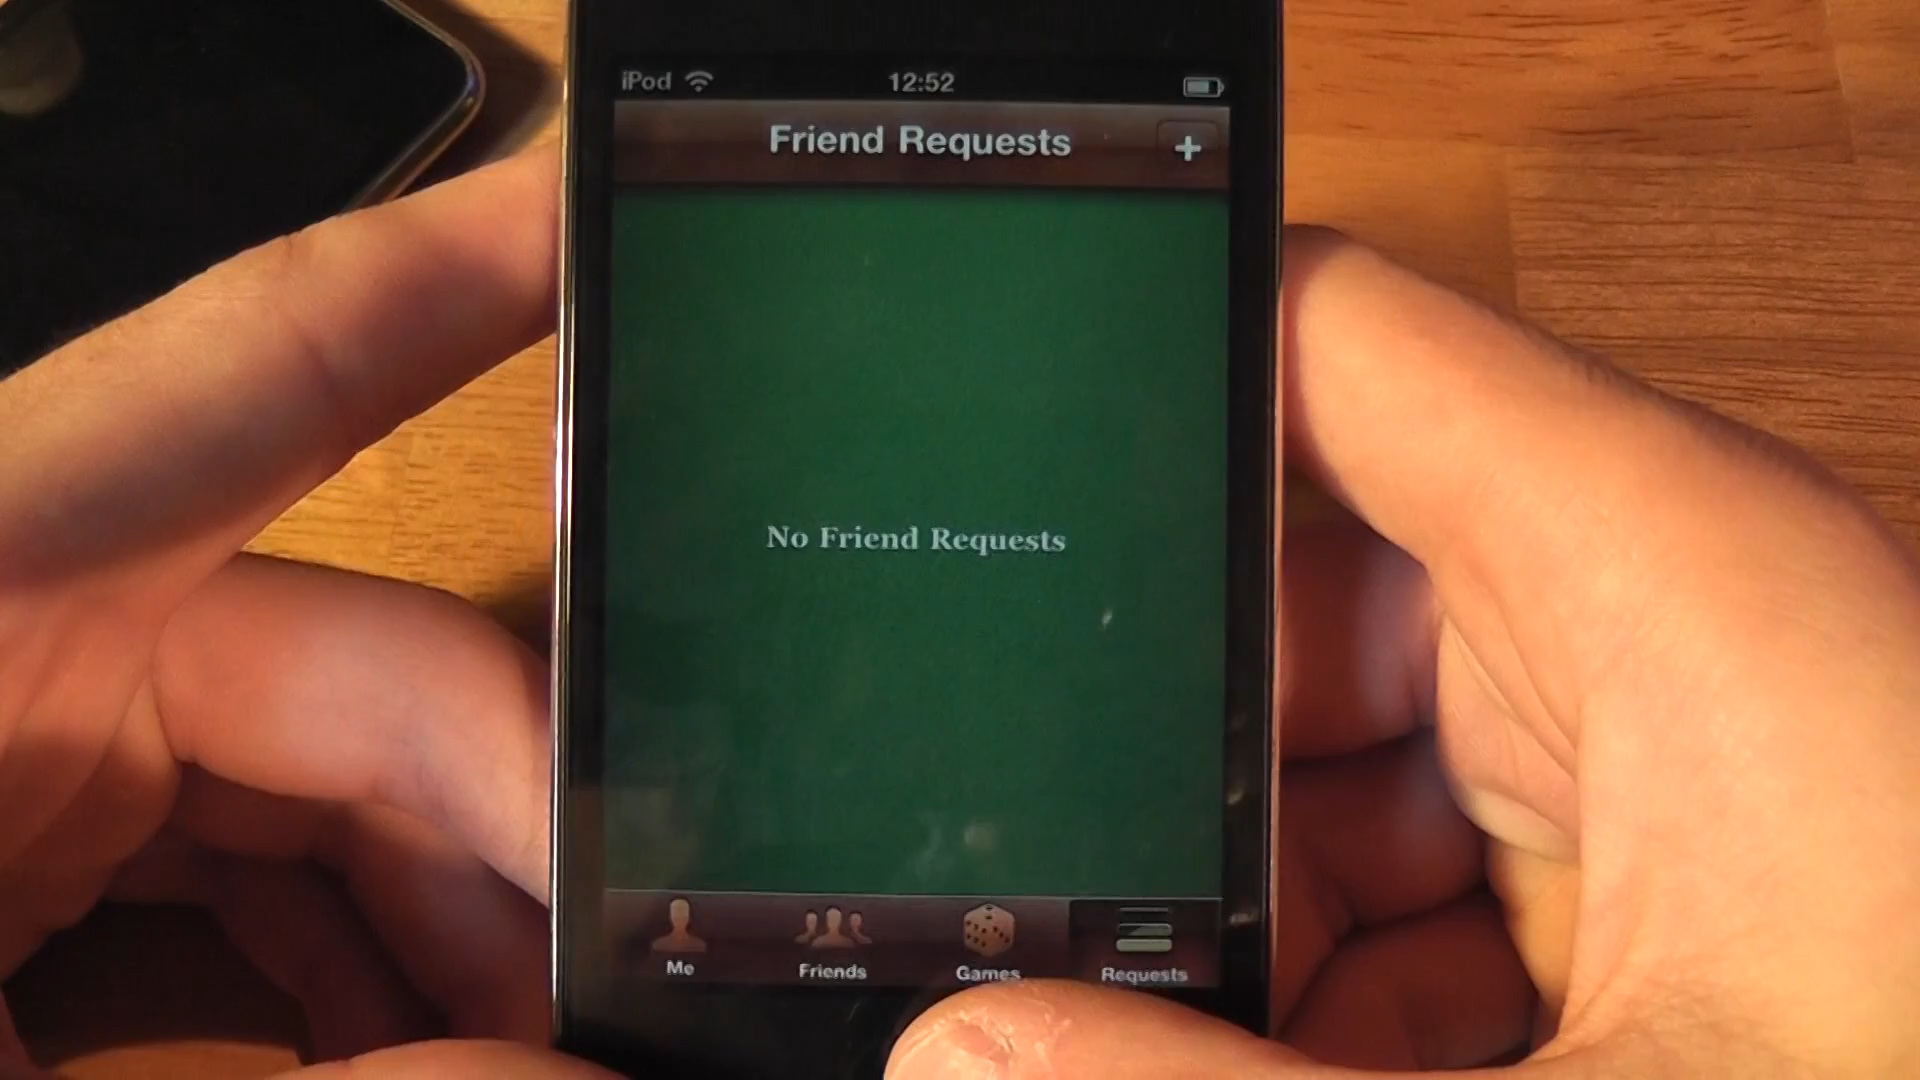 iPod 12:52
Friend Requests +
No Friend Requests
Me Friends Games Requests